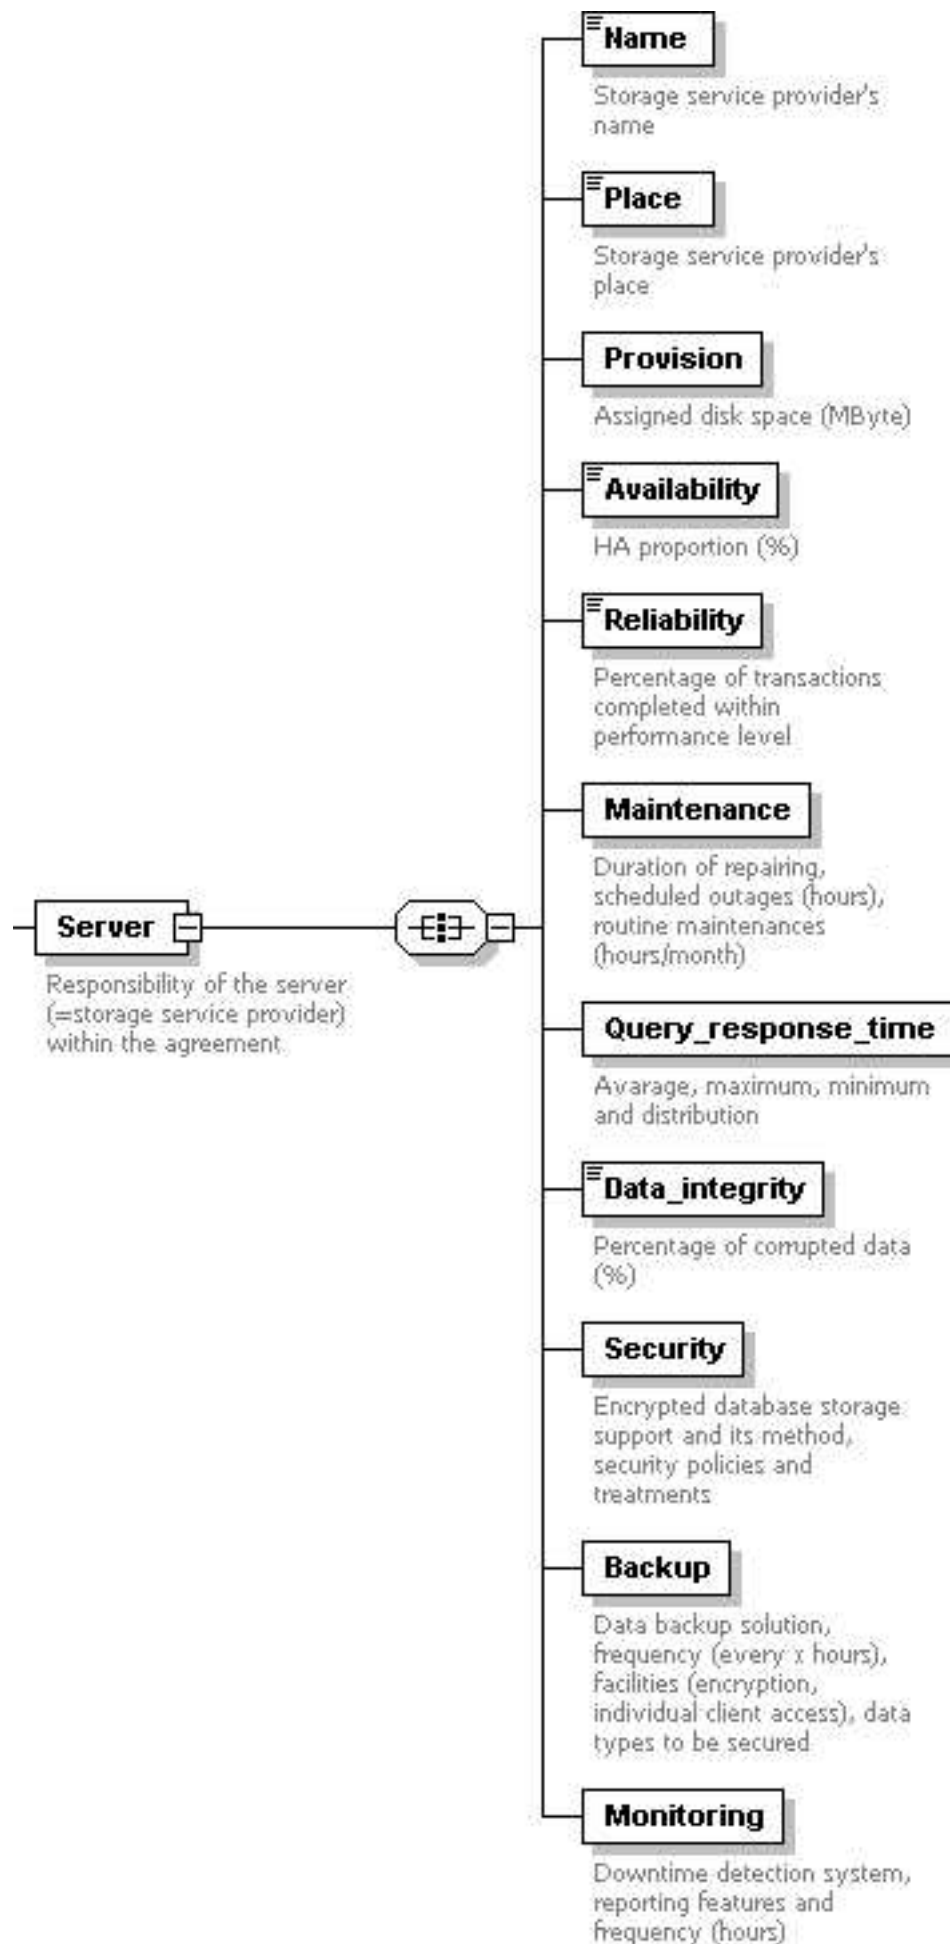 Name
Storage service provider's
name
Place
Storage service provider's
place
Provision
Assigned disk space (MByte)
Availability
HA proportion (%)
Reliability
Percentage of transactions
completed within
performance level
Maintenance
Duration of repairing,
scheduled outages (hours),
routine maintenances
(hours/month)
Server
Responsibility of the server
(=storage service provider)
within the agreement
Query_response_time
Avarage, maximum, minimum
and distribution
Data_integrity
Percentage of corrupted data
(%)
Security
Encrypted database storage
support and its method,
security policies and
treatments
Backup
Data backup solution,
frequency (every x hours),
facilities (encryption,
individual client access), data
types to be secured
Monitoring
Downtime detection system,
reporting features and
frequency (hours)